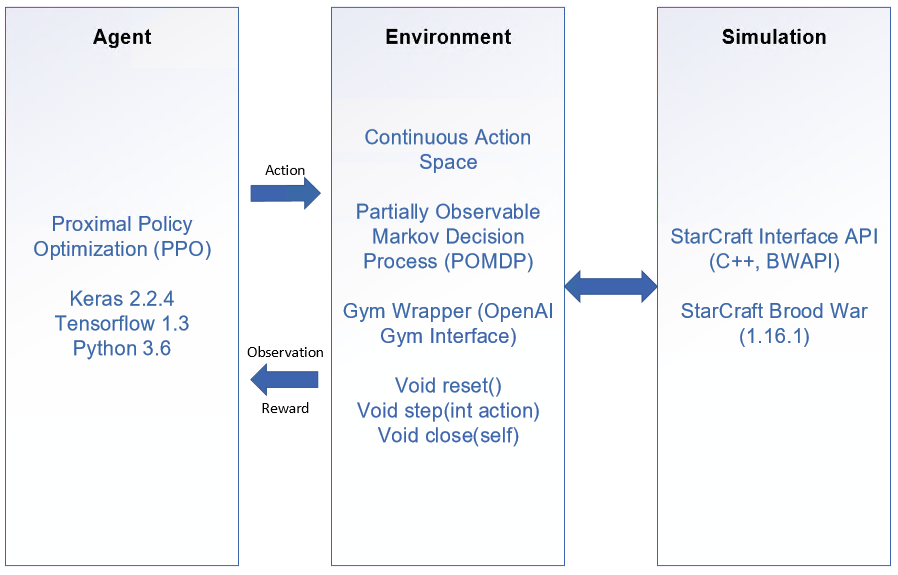 Agent
Proximal Policy
Optimization (PPO)
Keras 2.2.4
Tensorflow 1.3
Python 3.6
Action
Observation
Reward
Environment
Continuous Action
Space
Partially Observable
Markov Decision
Process (POMDP)
Gym Wrapper (OpenAI
Gym Interface)
Void reset()
Void step(int action)
Void close(self)
Simulation
StarCraft Interface API
(C++, BWAPI)
StarCraft Brood War
(1.16.1)